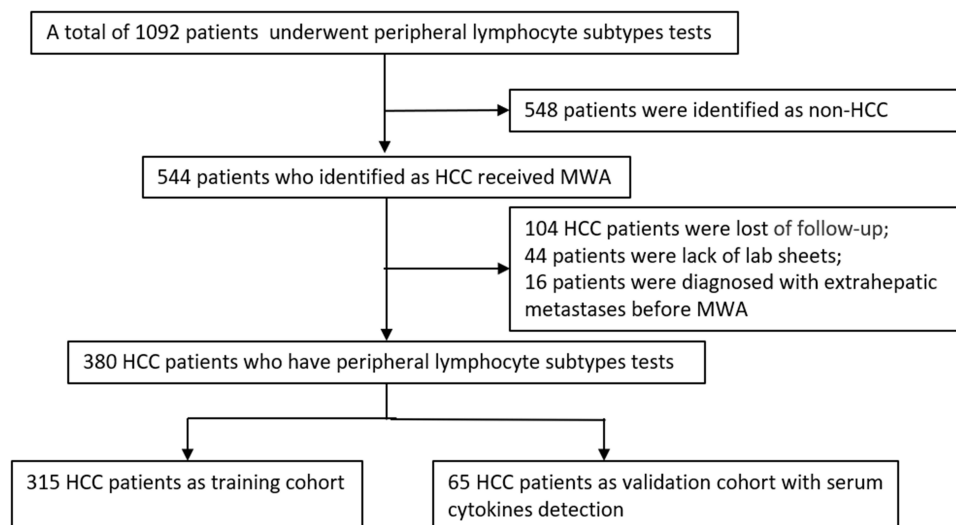 A total of 1092 patients underwent peripheral lymphocyte subtypes tests
548 patients were identified as non-HCC
544 patients who identified as HCC received MWA
104 HCC patients were lost of follow-up;
44 patients were lack of lab sheets;
16 patients were diagnosed with extrahepatic
metastases before MWA
380 HCC patients who have peripheral lymphocyte subtypes tests
315 HCC patients as training cohort
65 HCC patients as validation cohort with serum
cytokines detection